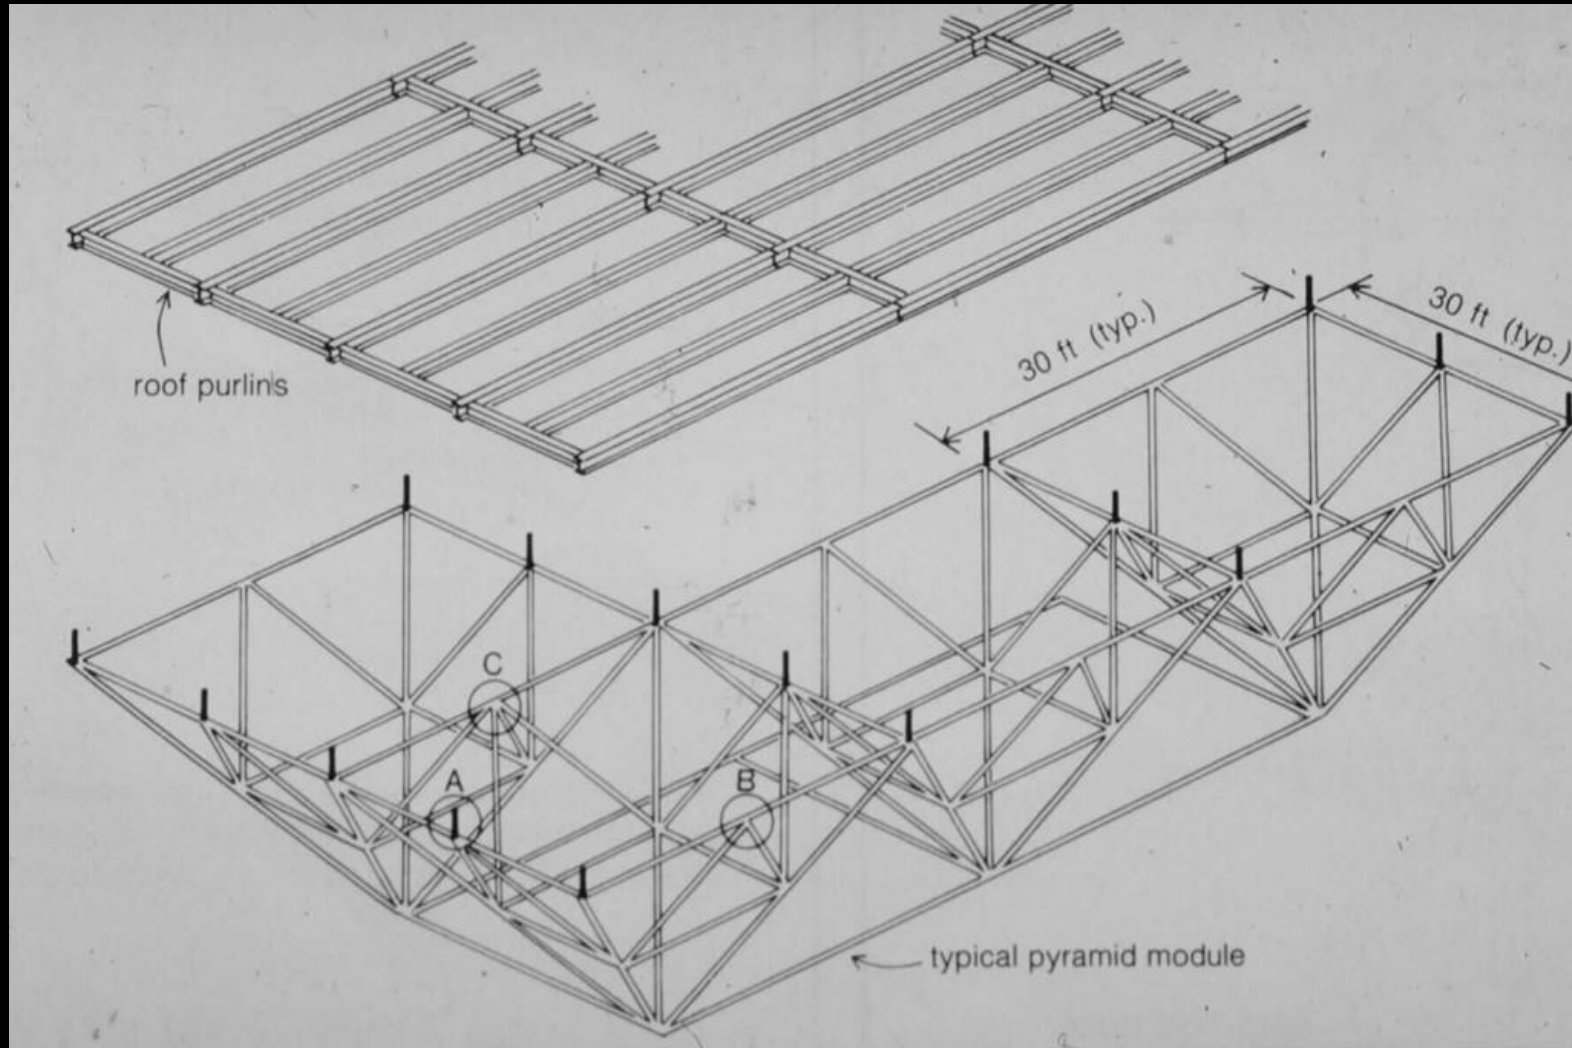 30 ft (typ.)
30 ft (typ.)
roof purlins
C
A
B
typical pyramid module